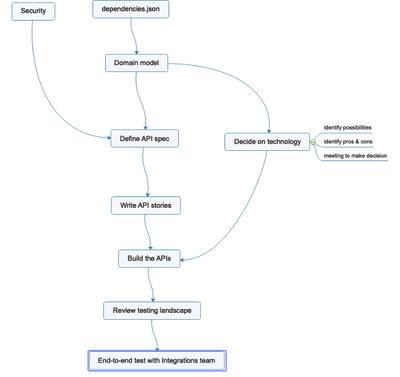 Security
dependencies.json
Domain model
Define API spec
Decide on technology
identify possibilities
identify pros & cons
meeting to make decision
Write API stories
Build the APIs
Review testing landscape
End-to-end test with Integrations team